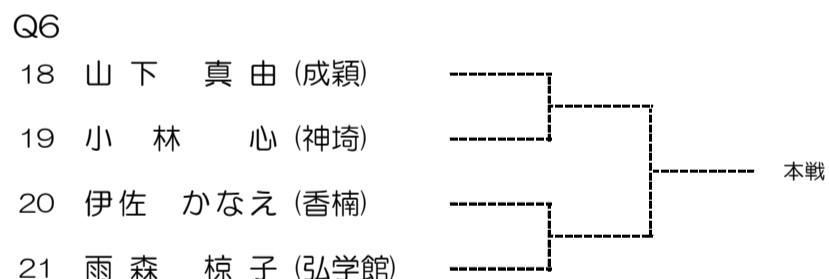 Q6
18 山下 真由 (成穎)
19 小林 心 (神埼)
20 伊佐 かなえ (香楠)
21 雨森 椋子 (弘学館)
本戦